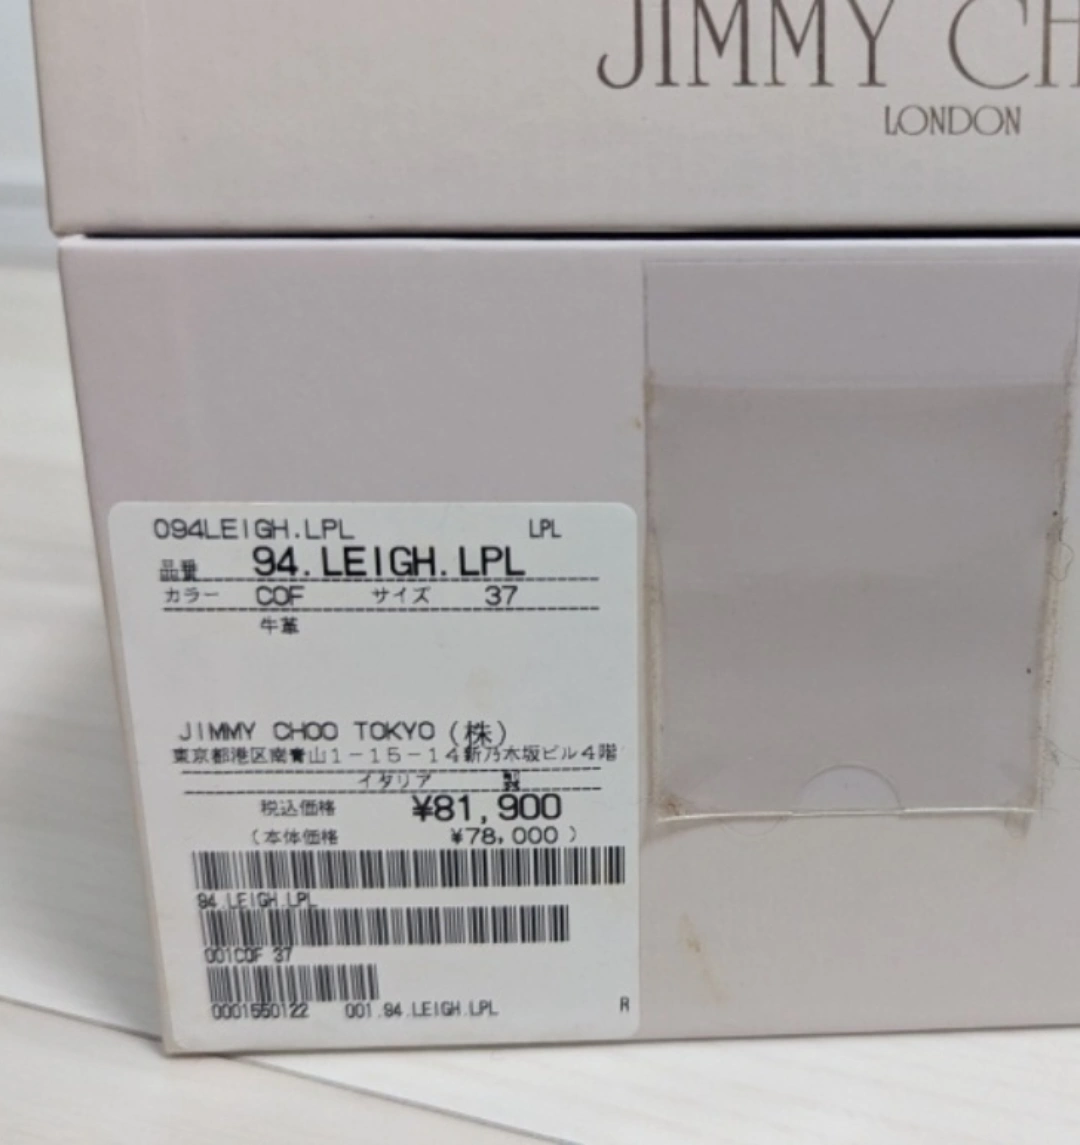 JIMMY CH
LONDON
094LEIGH.LPL LPL
品番 94.LEIGH.LPL
カラー COF サイズ 37
牛革
JIMMY CHOO TOKYO (株)
東京都港区南青山1-15-14新乃木坂ビル4階
イタリア 製
税込価格 ¥81,900
(本体価格 ¥78,000)
94.LEIGH.LPL
001COF 37
0001550122 001.94.LEIGH.LPL R